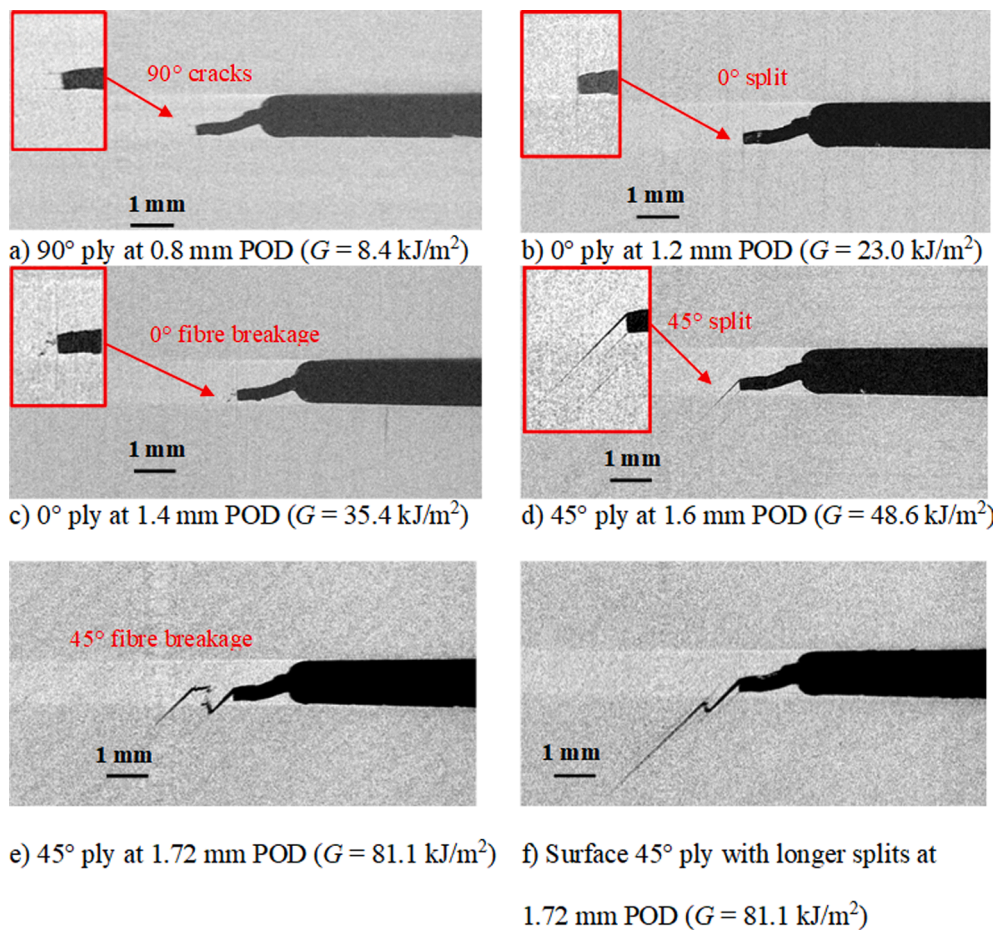 90° cracks
1 mm
0° split
1 mm
a) 90° ply at 0.8 mm POD (G = 8.4 kJ/m²)
b) 0° ply at 1.2 mm POD (G = 23.0 kJ/m²)
0° fibre breakage
1 mm
45° split
1 mm
c) 0° ply at 1.4 mm POD (G = 35.4 kJ/m²)
d) 45° ply at 1.6 mm POD (G = 48.6 kJ/m²)
45° fibre breakage
1 mm
1 mm
e) 45° ply at 1.72 mm POD (G = 81.1 kJ/m²)
f) Surface 45° ply with longer splits at
1.72 mm POD (G = 81.1 kJ/m²)